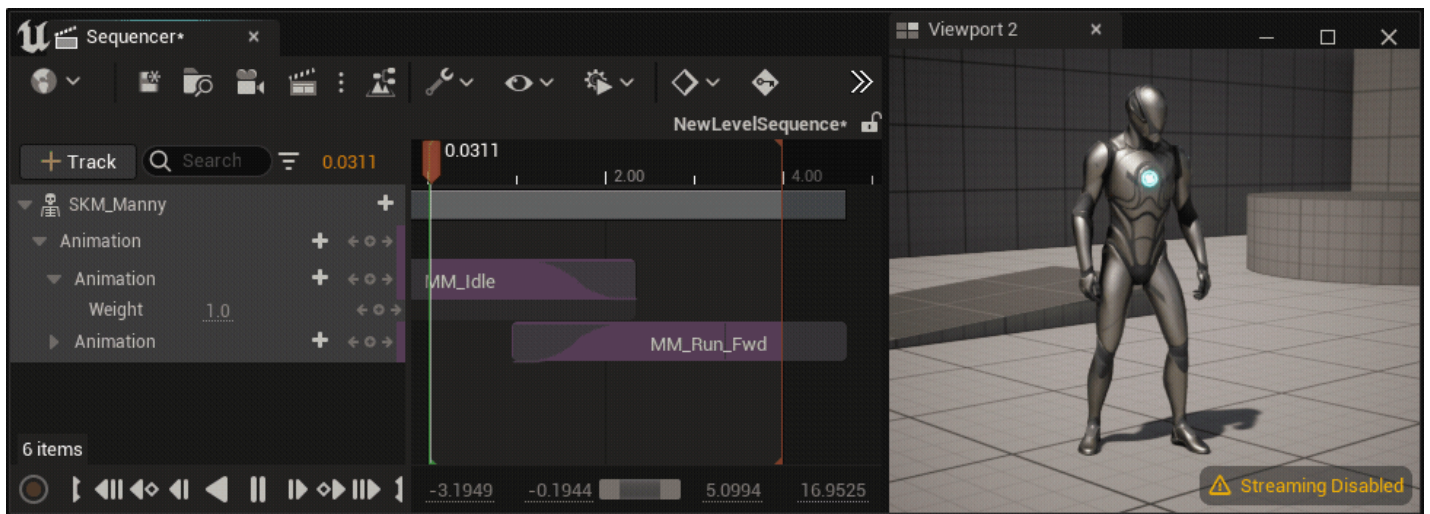 Sequencer*
Viewport 2
NewLevelSequence*
+ Track
Search
0.0311
0.0311
2.00
4.00
SKM_Manny
Animation
Animation
MM_Idle
Weight
1.0
Animation
MM_Run_Fwd
6 items
-3.1949
-0.1944
5.0994
16.9525
Streaming Disabled